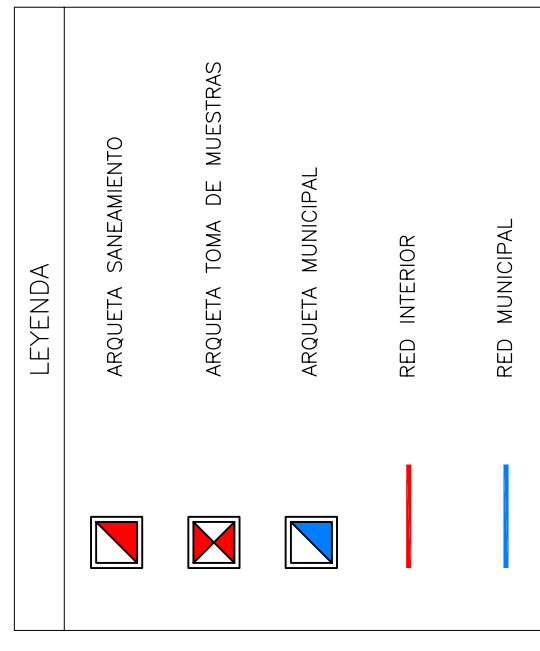 LEYENDA
ARQUETA SANEAMIENTO
ARQUETA TOMA DE MUESTRAS
ARQUETA MUNICIPAL
RED INTERIOR
RED MUNICIPAL